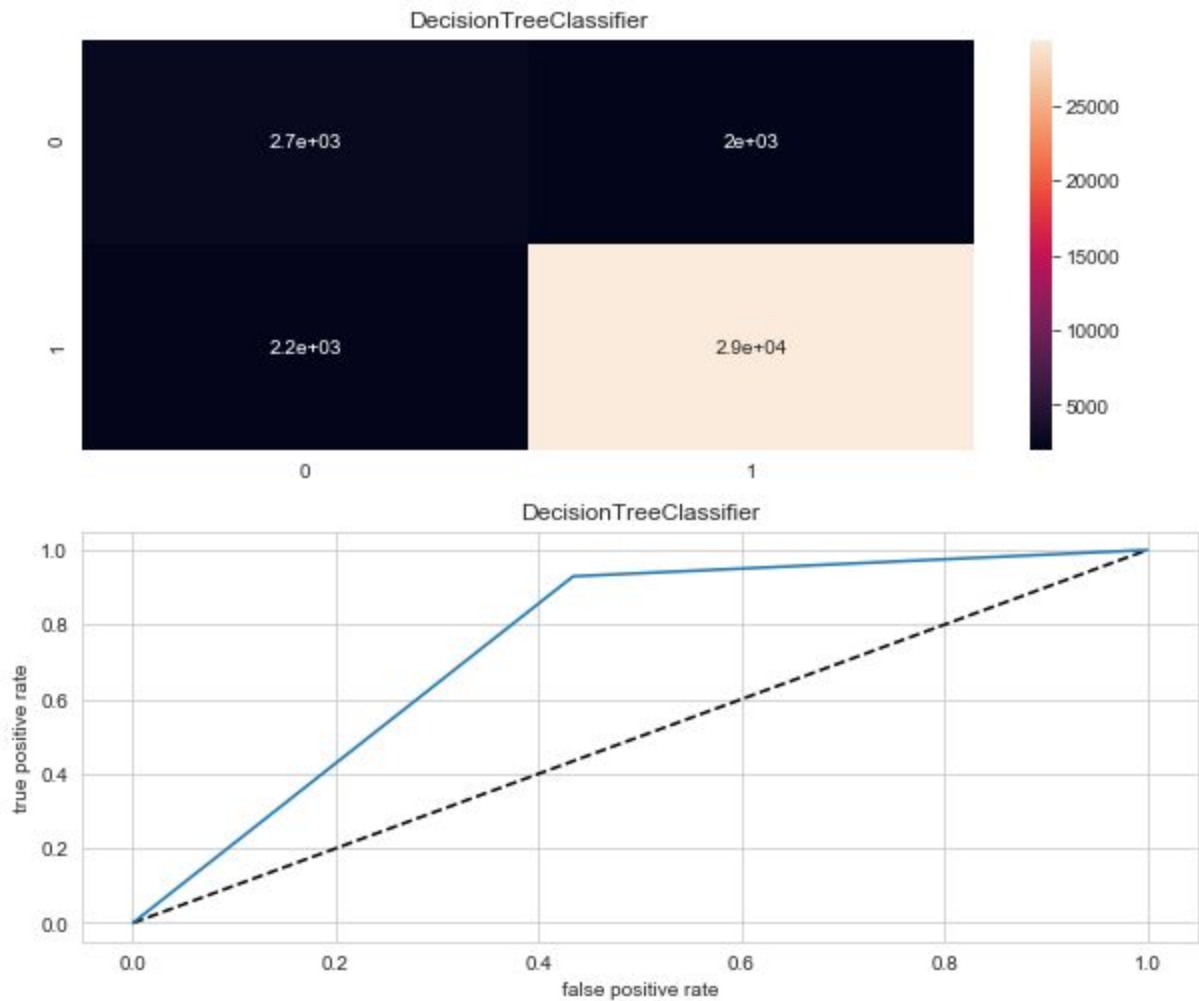 DecisionTreeClassifier
0
2.7e+03
2e+03
25000
20000
15000
1
2.2e+03
2.9e+04
10000
5000
0
1
DecisionTreeClassifier
true positive rate
1.0
0.8
0.6
0.4
0.2
0.0
0.0
0.2
0.4
0.6
0.8
1.0
false positive rate